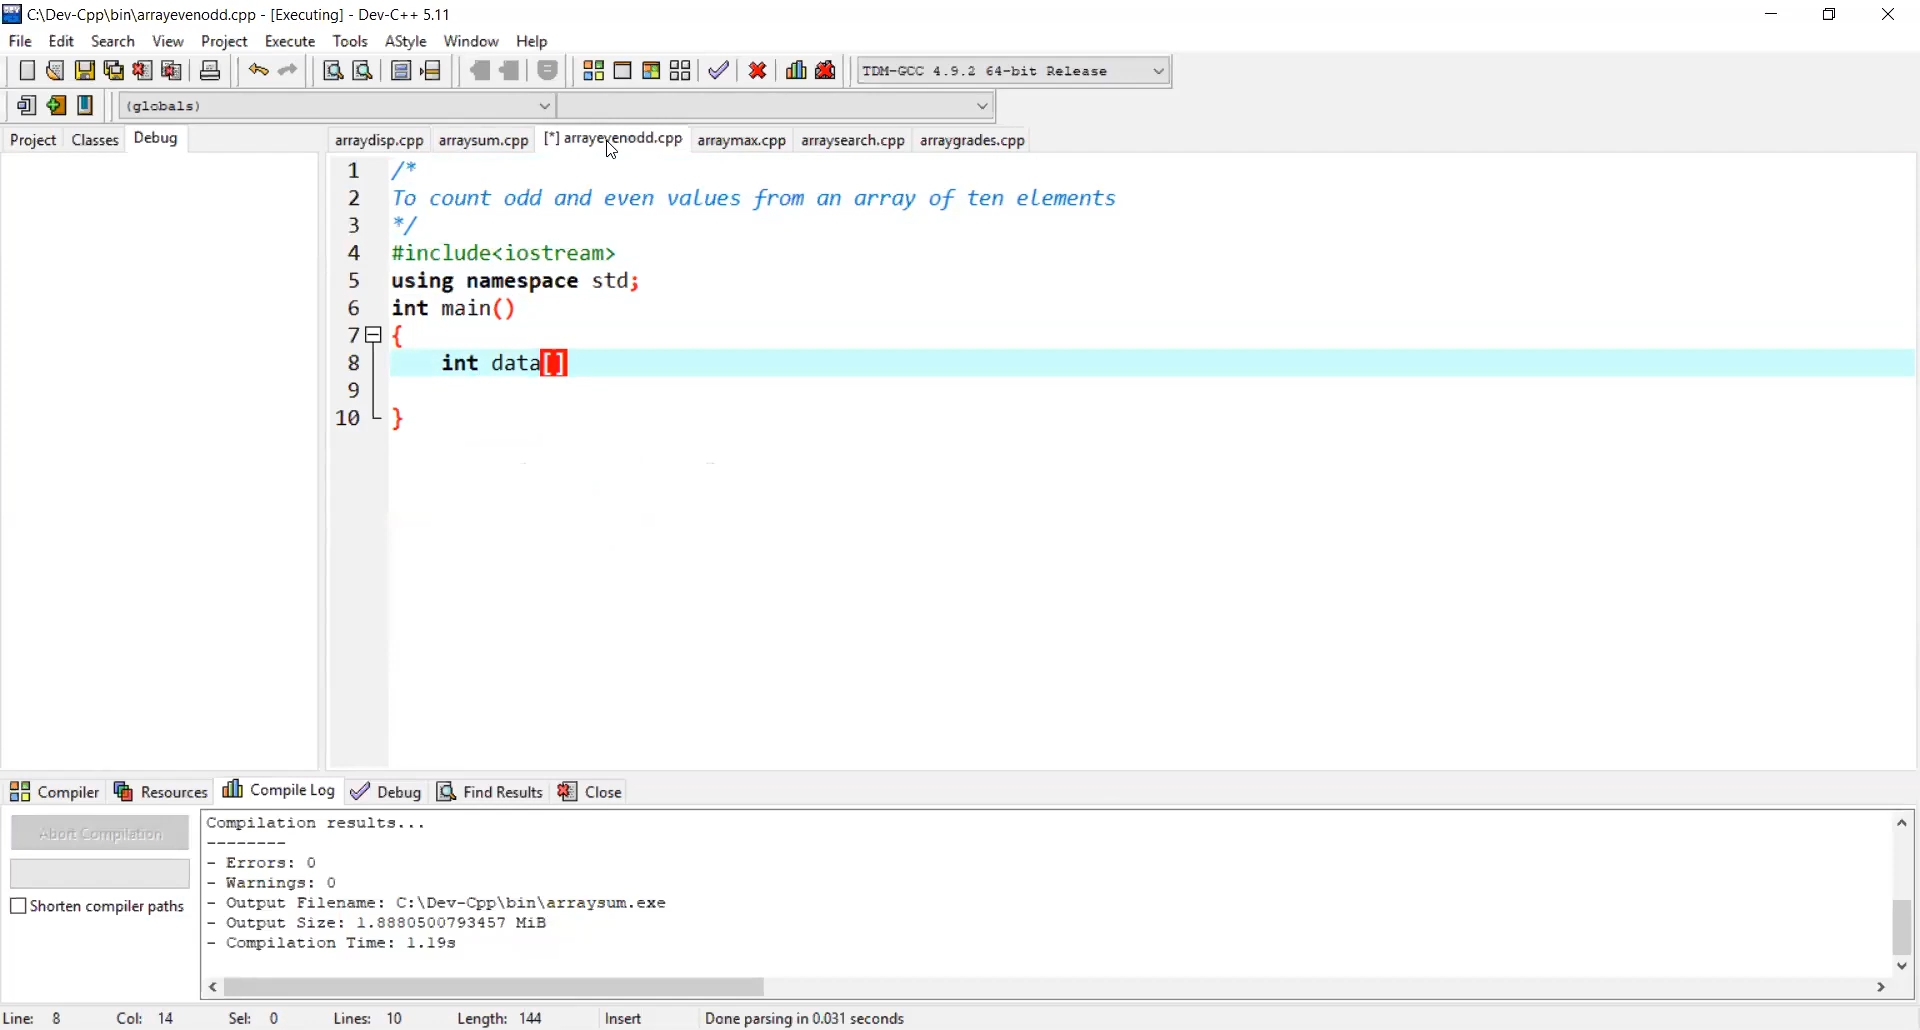 C:\Dev-Cpp\bin\arrayevenodd.cpp - [Executing] - Dev-C++ 5.11
File Edit Search View Project Execute Tools AStyle Window Help
TDM-GCC 4.9.2 64-bit Release
(globals)
Project Classes Debug
arraydisp.cpp arraysum.cpp [*] arrayevenodd.cpp arraymax.cpp arraysearch.cpp arraygrades.cpp
1 /*
2 To count odd and even values from an array of ten elements
3 */
4 #include<iostream>
5 using namespace std;
6 int main()
7 {
8 int data[]
9
10 }
Compiler Resources Compile Log Debug Find Results Close
Abort Compilation
Shorten compiler paths
Compilation results...
--------
- Errors: 0
- Warnings: 0
- Output Filename: C:\Dev-Cpp\bin\arraysum.exe
- Output Size: 1.8880500793457 MiB
- Compilation Time: 1.19s
Line: 8 Col: 14 Sel: 0 Lines: 10 Length: 144 Insert Done parsing in 0.031 seconds